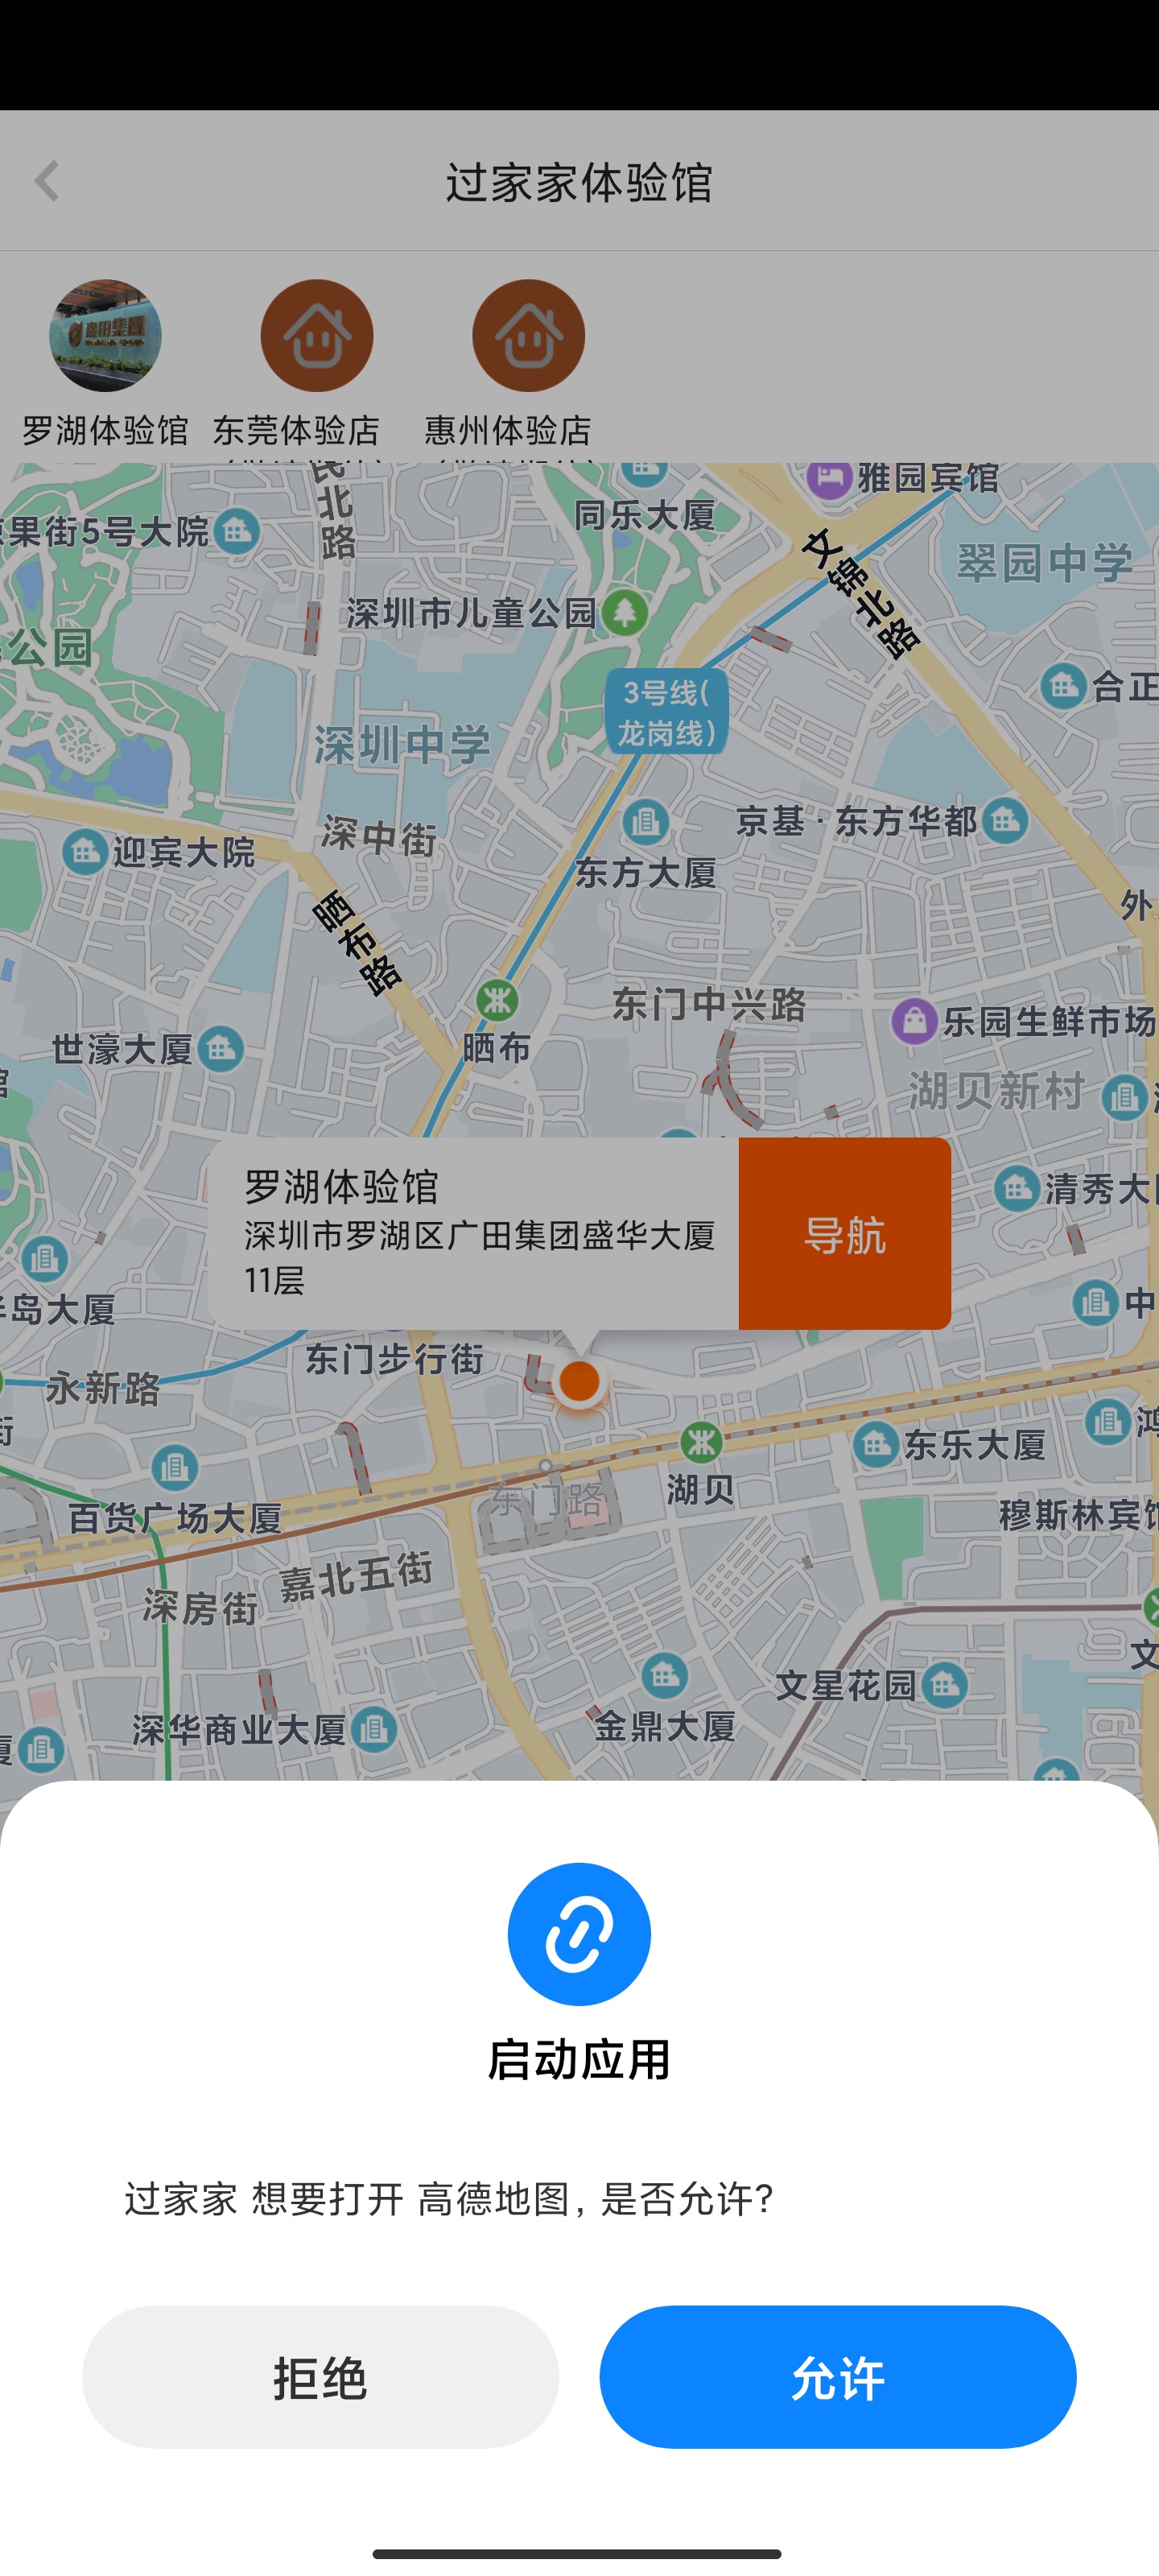 过家家体验馆
罗湖体验馆
东莞体验店
惠州体验店
民北路
雅园宾馆
果街5号大院
同乐大厦
文锦北路
翠园中学
深圳市儿童公园
公园
3号线(
龙岗线)
合正
深圳中学
深中街
京基·东方华都
迎宾大院
东方大厦
外
晒布路
东门中兴路
乐园生鲜市场
世濠大厦
晒布
湖贝新村
罗湖体验馆
深圳市罗湖区广田集团盛华大厦
11层
导航
清秀大
岛大厦
中
东门步行街
永新路
街
东乐大厦
湖贝
东门路
百货广场大厦
穆斯林宾馆
嘉北五街
深房街
文
文星花园
深华商业大厦
金鼎大厦
厦
启动应用
过家家 想要打开 高德地图，是否允许？
拒绝
允许